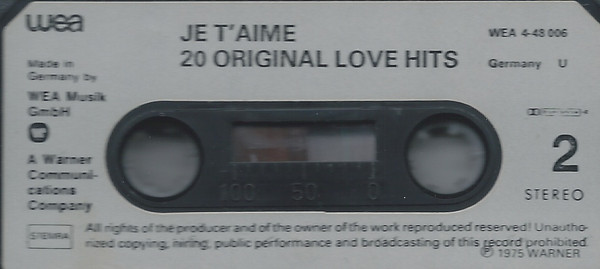 wea
JE T'AIME
20 ORIGINAL LOVE HITS
WEA 4-48 006
Germany U
Made in
Germany by
WEA Musik
GmbH
A Warner
Communi-
cations
Company
100 50 0
2
STEREO
STEMRA
All rights of the producer and of the owner of the work reproduced reserved! Unautho-
rized copying, hiring, public performance and broadcasting of this record prohibited.
℗ 1975 WARNER